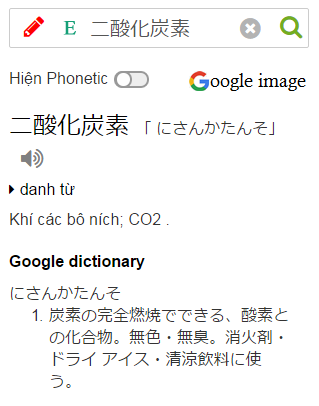 E 二酸化炭素
Hiện Phonetic
Google image
二酸化炭素 「 にさんかたんそ」
danh từ
Khí các bô ních; CO2 .
Google dictionary
にさんかたんそ
1. 炭素の完全燃焼でできる、酸素と
の化合物。無色・無臭。消火剤・
ドライ アイス・清涼飲料に使
う。